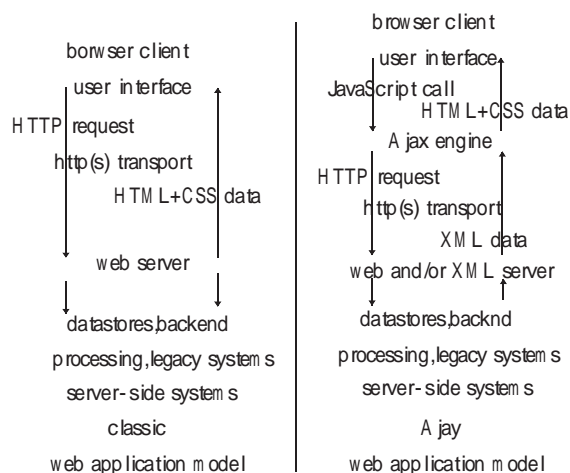 borwser client
user interface
HTTP request
http(s) transport
HTML+CSS data
web server
datastores,backend
processing,legacy systems
server-side systems
classic
web application model
browser client
user interface
JavaScript call
HTML+CSS data
Ajax engine
HTTP request
http(s) transport
XML data
web and/or XML server
datastores,backnd
processing,legacy systems
server-side systems
Ajay
web application model